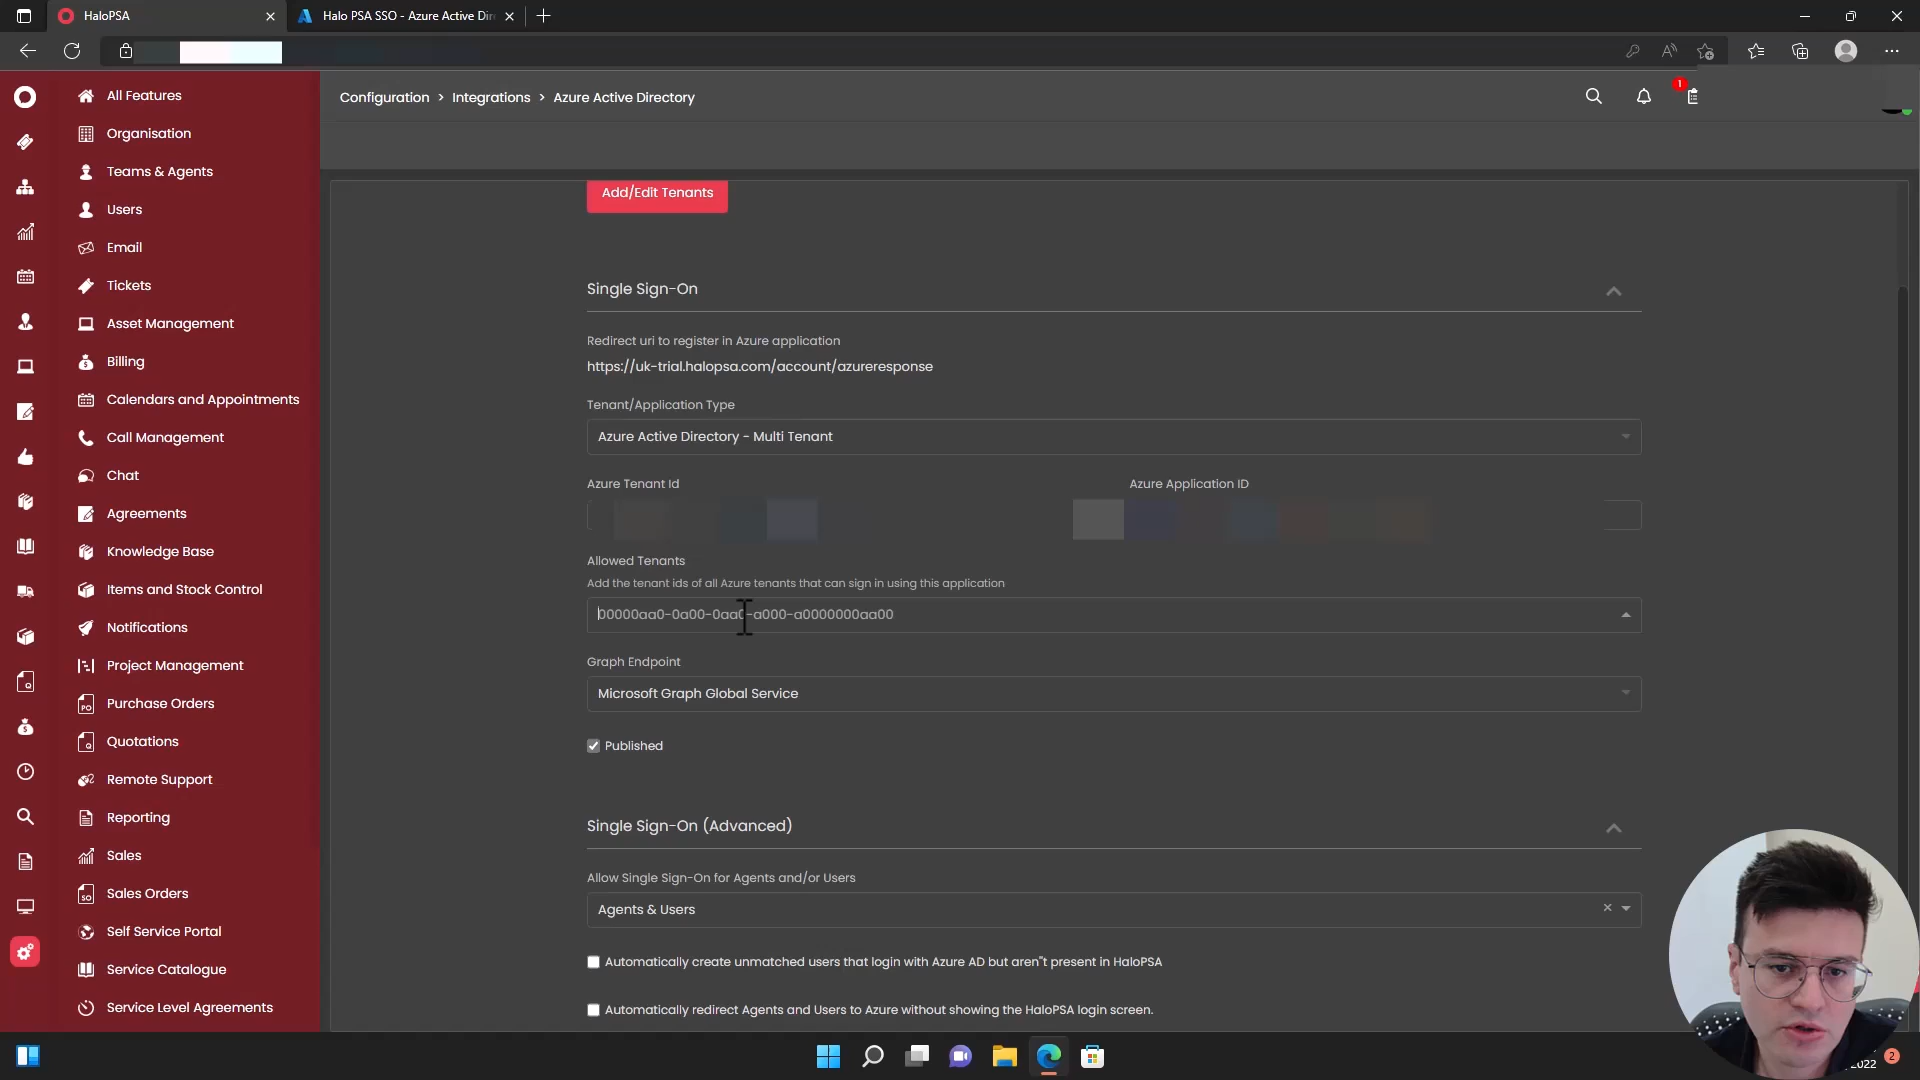 HaloPSA
Halo PSA SSO - Azure Active Dir
All Features
Organisation
Teams & Agents
Users
Email
Tickets
Asset Management
Billing
Calendars and Appointments
Call Management
Chat
Agreements
Knowledge Base
Items and Stock Control
Notifications
Project Management
Purchase Orders
Quotations
Remote Support
Reporting
Sales
Sales Orders
Self Service Portal
Service Catalogue
Service Level Agreements
Configuration > Integrations > Azure Active Directory
1
Add/Edit Tenants
Single Sign-On
Redirect uri to register in Azure application
https://uk-trial.halopsa.com/account/azureresponse
Tenant/Application Type
Azure Active Directory - Multi Tenant
Azure Tenant Id
Azure Application ID
Allowed Tenants
Add the tenant ids of all Azure tenants that can sign in using this application
00000aa0-0a00-0aa0-a000-a0000000aa00
Graph Endpoint
Microsoft Graph Global Service
Published
Single Sign-On (Advanced)
Allow Single Sign-On for Agents and/or Users
Agents & Users
Automatically create unmatched users that login with Azure AD but aren"t present in HaloPSA
Automatically redirect Agents and Users to Azure without showing the HaloPSA login screen.
2022
2